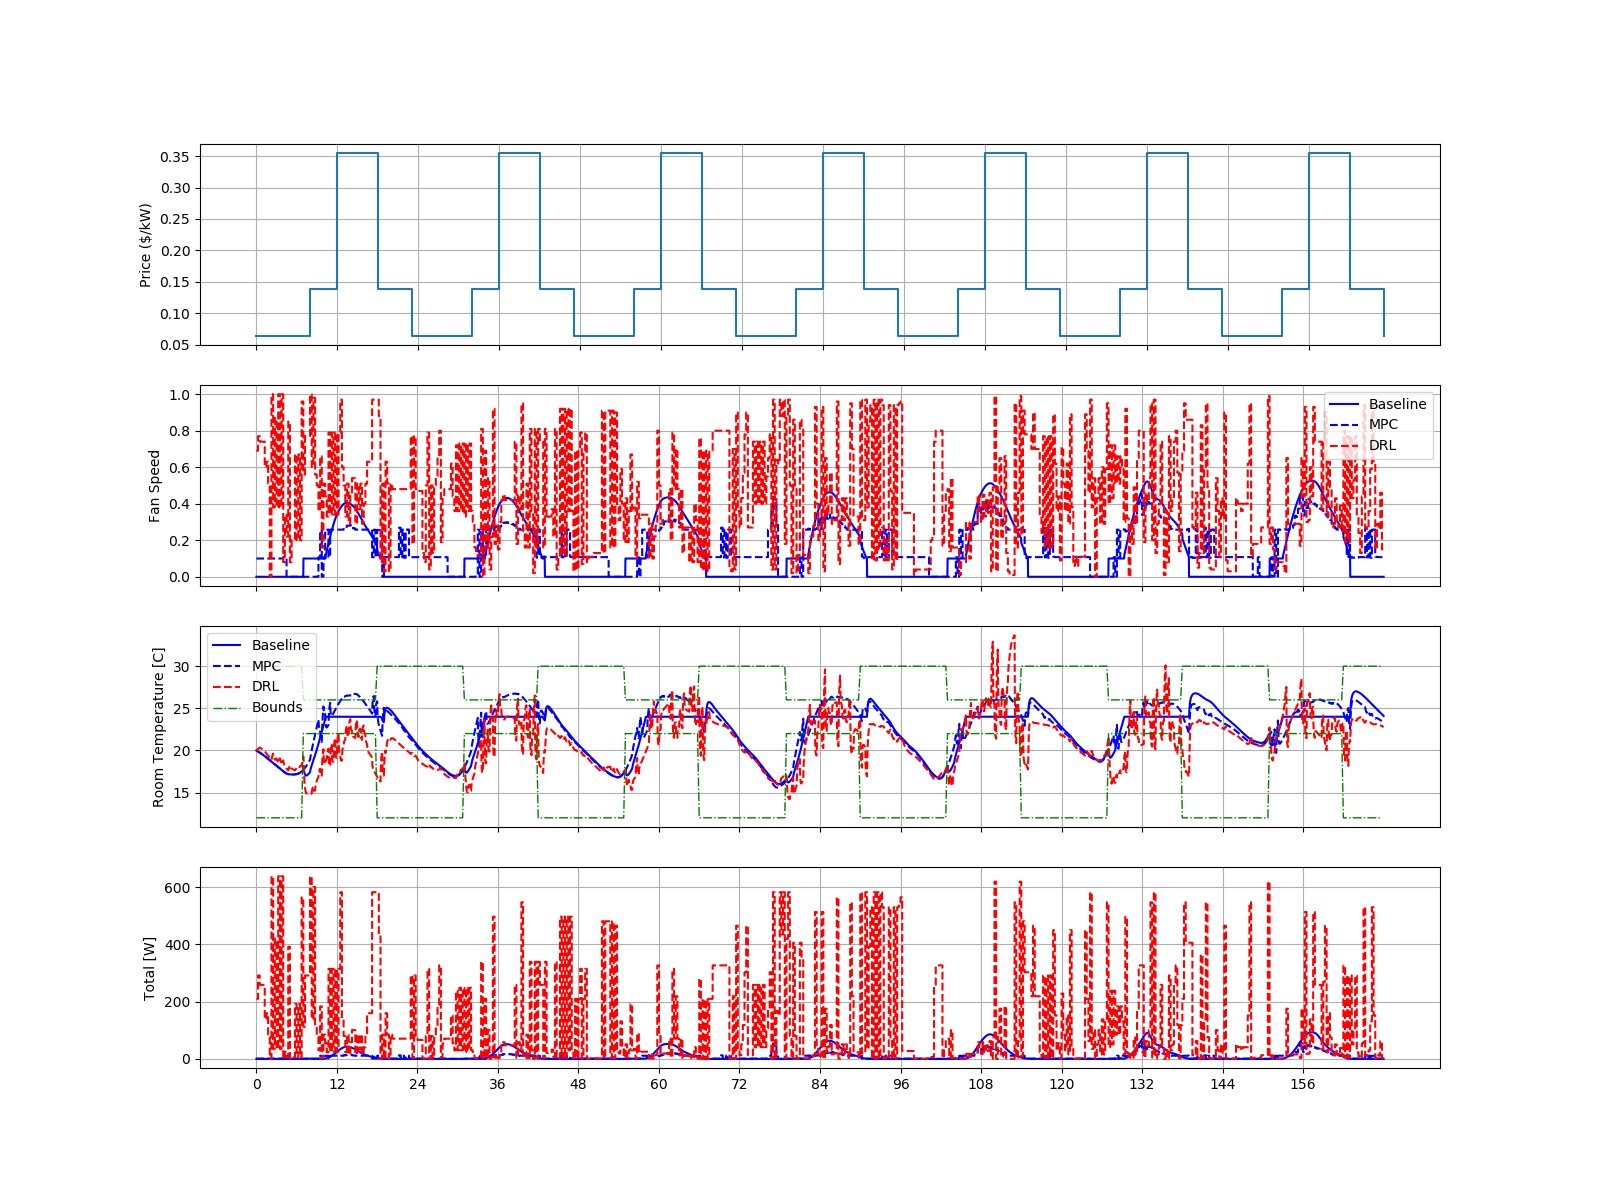 Price ($/kW)
0.35
0.30
0.25
0.20
0.15
0.10
0.05
Fan Speed
1.0
0.8
0.6
0.4
0.2
0.0
Baseline
MPC
DRL
Room Temperature [C]
30
25
20
15
Baseline
MPC
DRL
Bounds
Total [W]
600
400
200
0
0 12 24 36 48 60 72 84 96 108 120 132 144 156